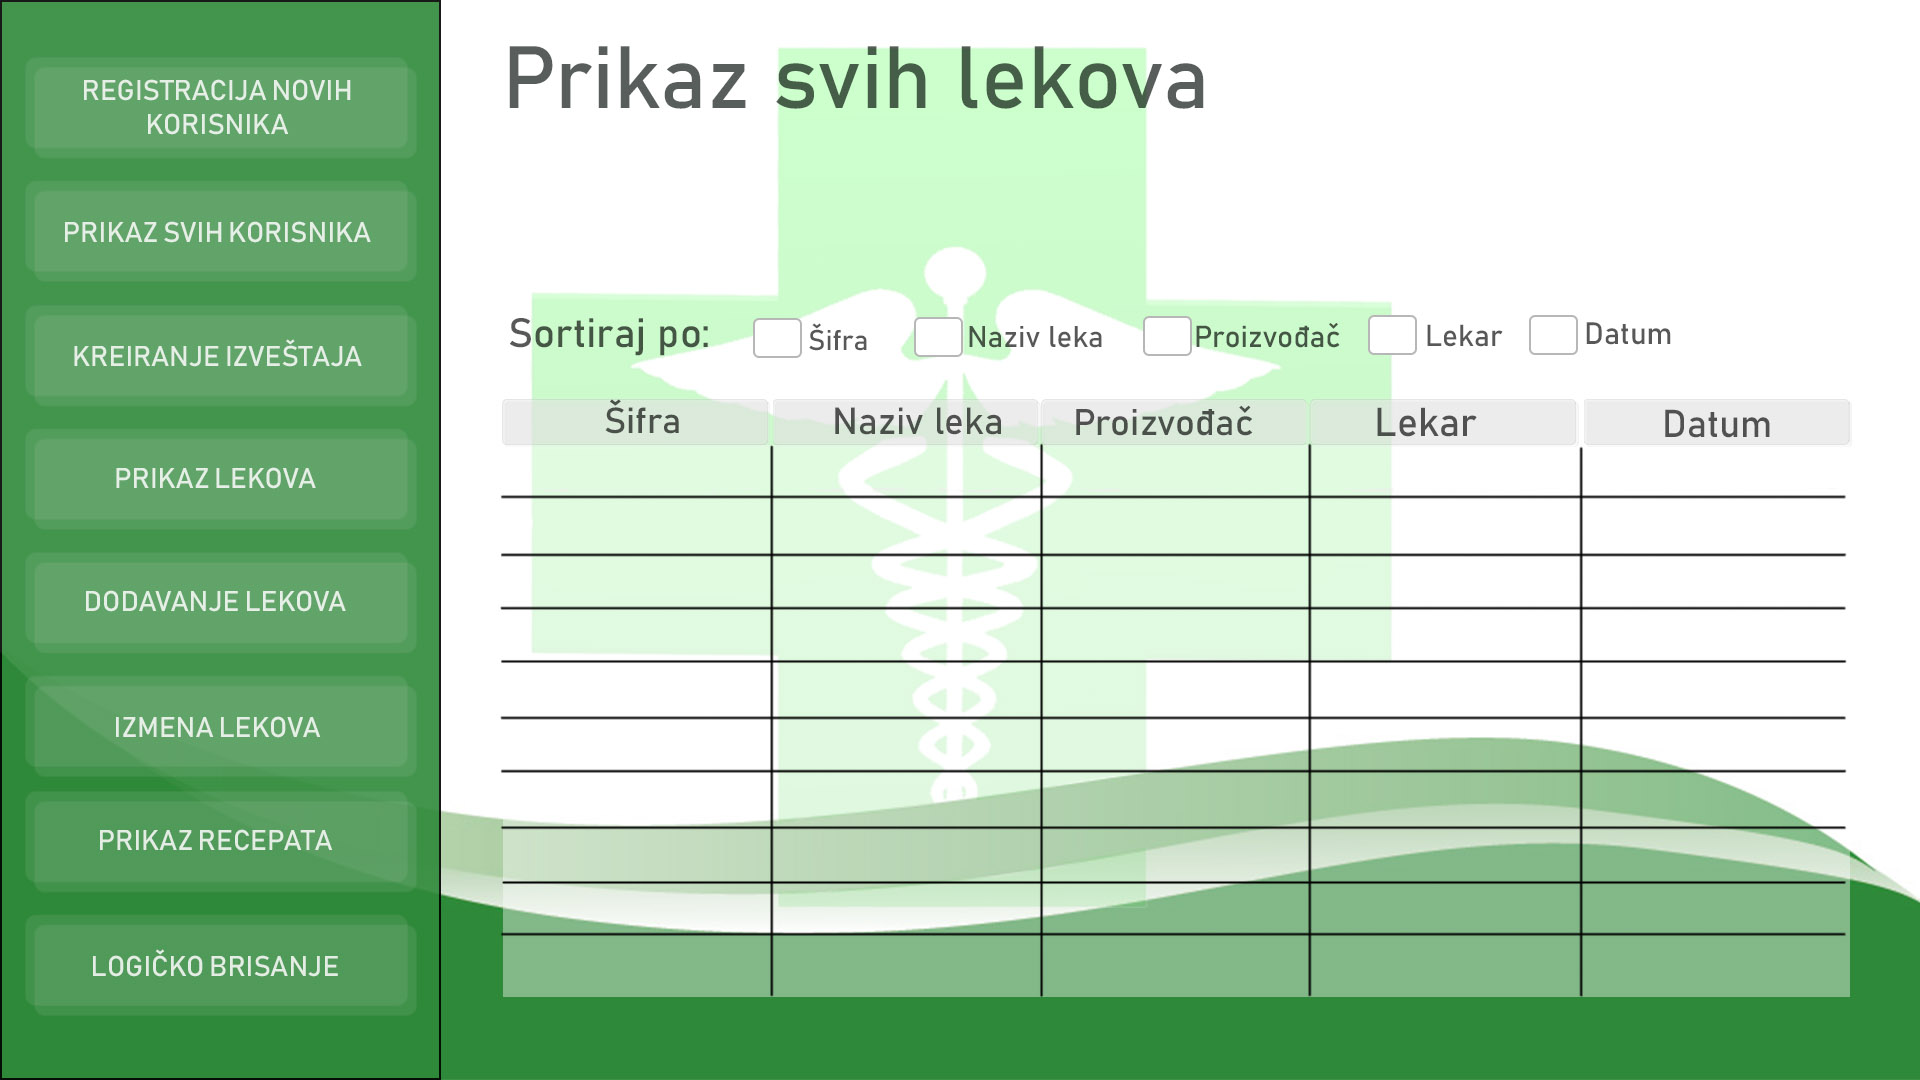 REGISTRACIJA NOVIH
KORISNIKA
PRIKAZ SVIH KORISNIKA
KREIRANJE IZVEŠTAJA
PRIKAZ LEKOVA
DODAVANJE LEKOVA
IZMENA LEKOVA
PRIKAZ RECEPATA
LOGIČKO BRISANJE
Prikaz svih lekova
Sortiraj po: Šifra Naziv leka Proizvođač Lekar Datum
Šifra Naziv leka Proizvođač Lekar Datum